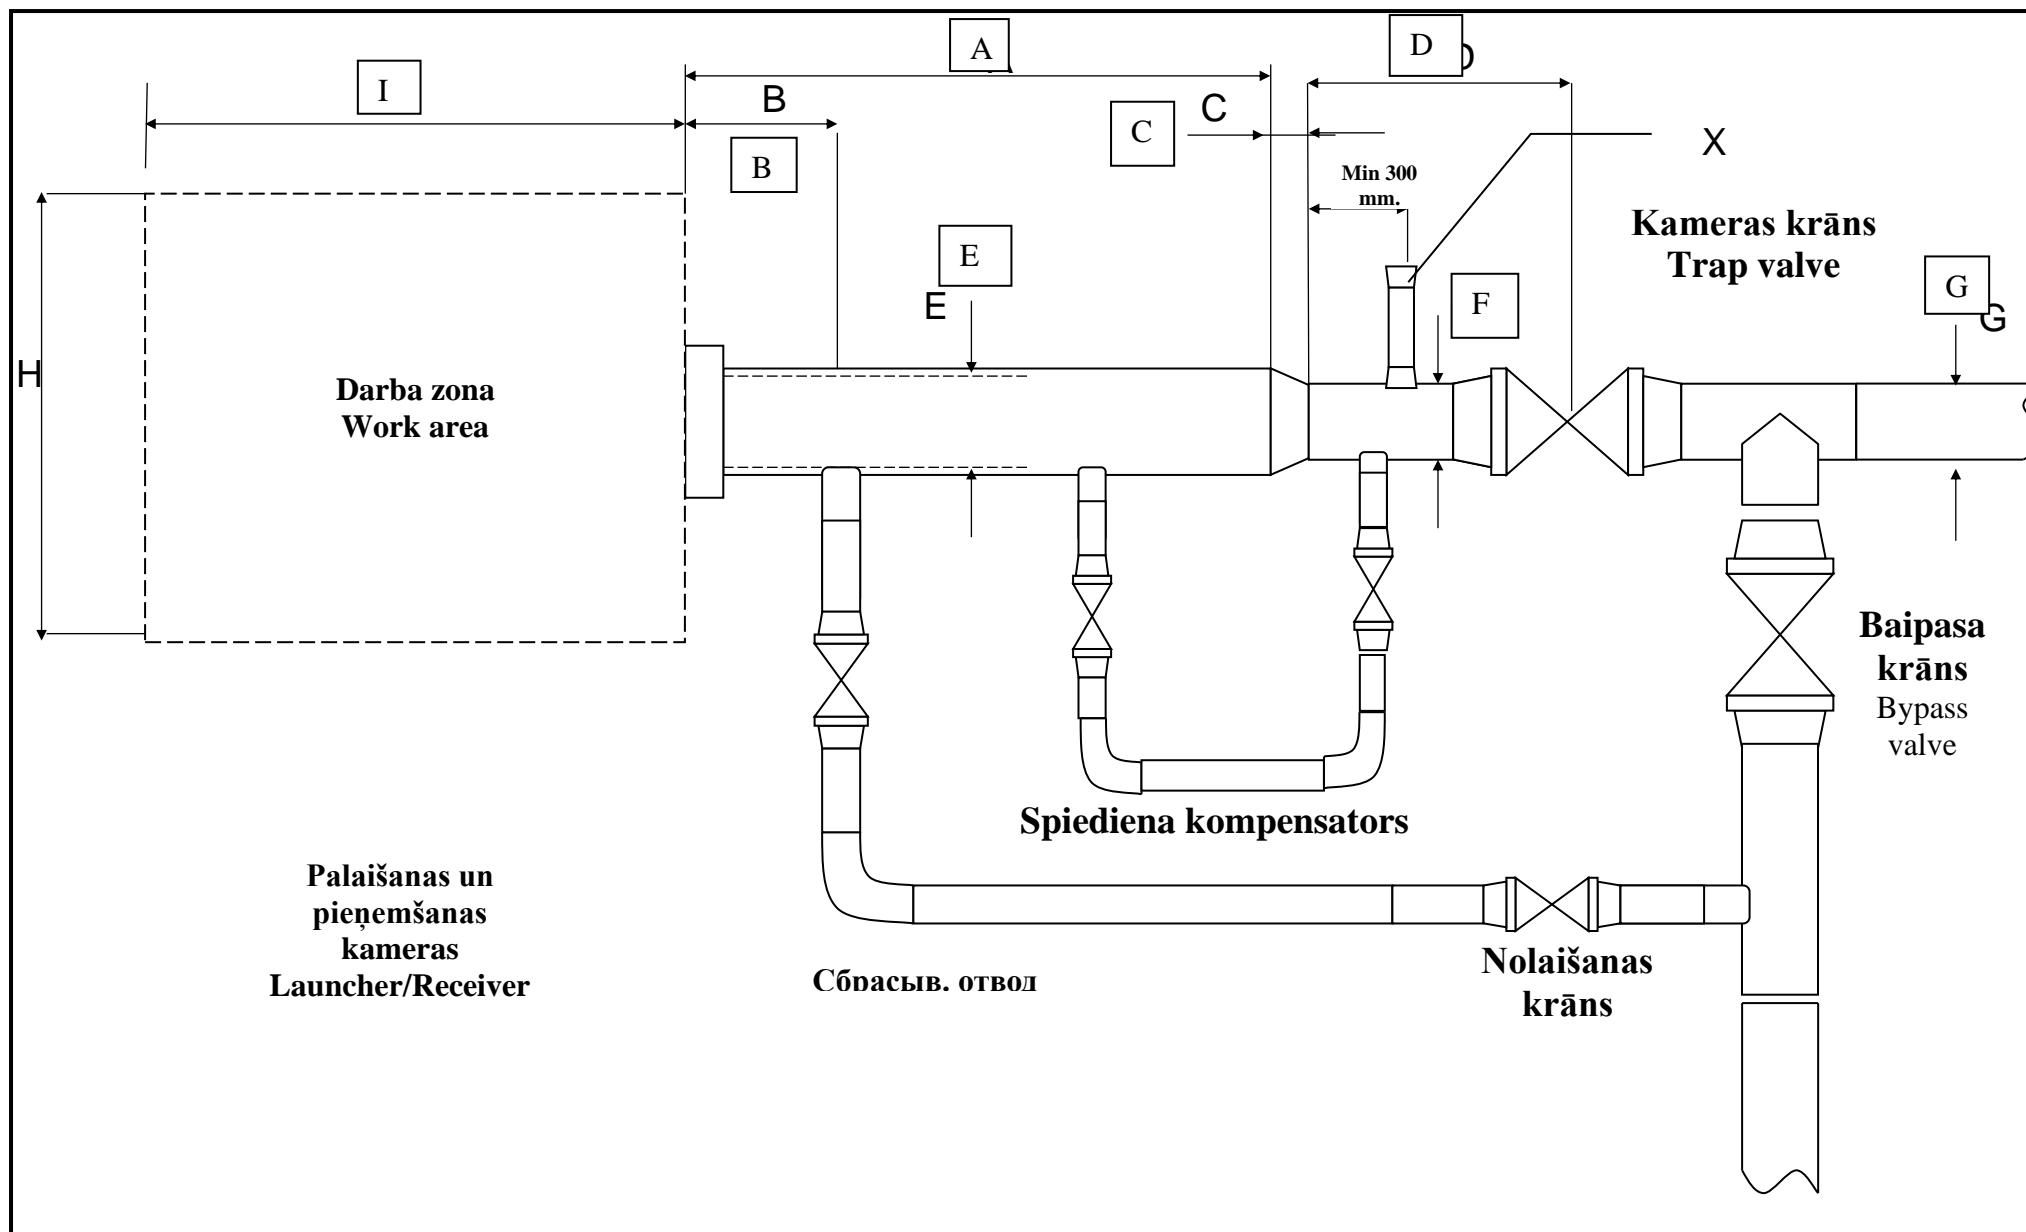 A
D
D
I
B
C
C
B
X
Min 300
mm.
Kameras krāns
Trap valve
E
E
F
G
G
H
Darba zona
Work area
Baipasa
krāns
Bypass
valve
Spiediena kompensators
Palaišanas un
pieņemšanas
kameras
Launcher/Receiver
Nolaišanas
krāns
Сбрасыв. отвод